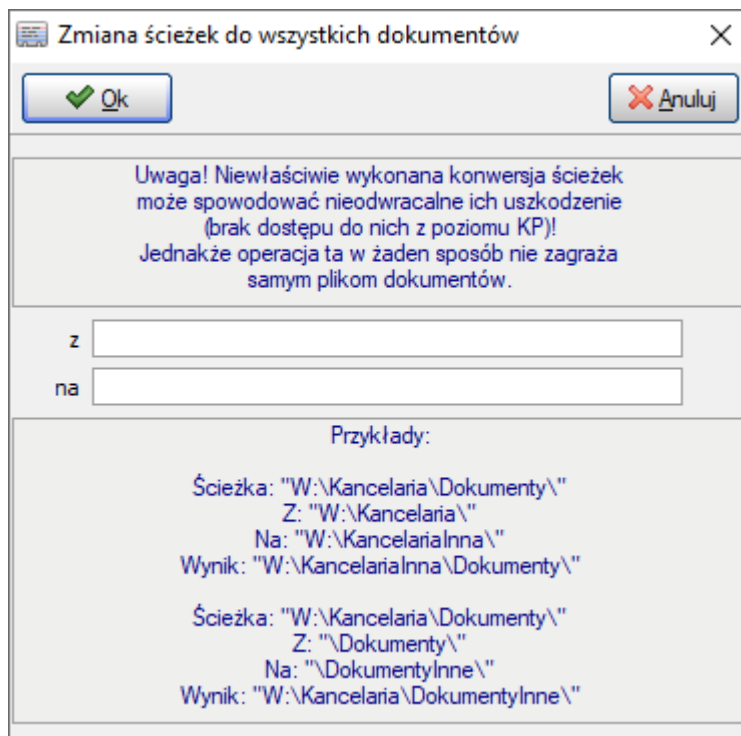 Zmiana ścieżek do wszystkich dokumentów
Ok
Anuluj
Uwaga! Niewłaściwie wykonana konwersja ścieżek
może spowodować nieodwracalne ich uszkodzenie
(brak dostępu do nich z poziomu KP)!
Jednakże operacja ta w żaden sposób nie zagraża
samym plikom dokumentów.
z
na
Przykłady:
Ścieżka: "W:\Kancelaria\Dokumenty\"
Z: "W:\Kancelaria\"
Na: "W:\KancelariaInna\"
Wynik: "W:\KancelariaInna\Dokumenty\"
Ścieżka: "W:\Kancelaria\Dokumenty\"
Z: "\Dokumenty\"
Na: "\DokumentyInne\"
Wynik: "W:\Kancelaria\DokumentyInne\"